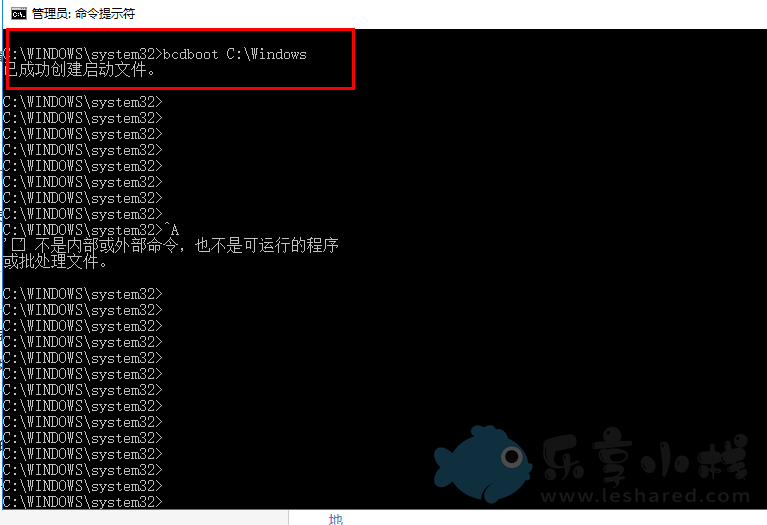 管理员: 命令提示符
C:\WINDOWS\system32>bcdboot C:\Windows
已成功创建启动文件。
C:\WINDOWS\system32>
C:\WINDOWS\system32>
C:\WINDOWS\system32>
C:\WINDOWS\system32>
C:\WINDOWS\system32>
C:\WINDOWS\system32>
C:\WINDOWS\system32>
C:\WINDOWS\system32>
C:\WINDOWS\system32>^A
'' 不是内部或外部命令，也不是可运行的程序
或批处理文件。
C:\WINDOWS\system32>
C:\WINDOWS\system32>
C:\WINDOWS\system32>
C:\WINDOWS\system32>
C:\WINDOWS\system32>
C:\WINDOWS\system32>
C:\WINDOWS\system32>
C:\WINDOWS\system32>
C:\WINDOWS\system32>
C:\WINDOWS\system32>
C:\WINDOWS\system32>
C:\WINDOWS\system32>
C:\WINDOWS\system32>
C:\WINDOWS\system32>
乐享小栈
www.leshared.com
地